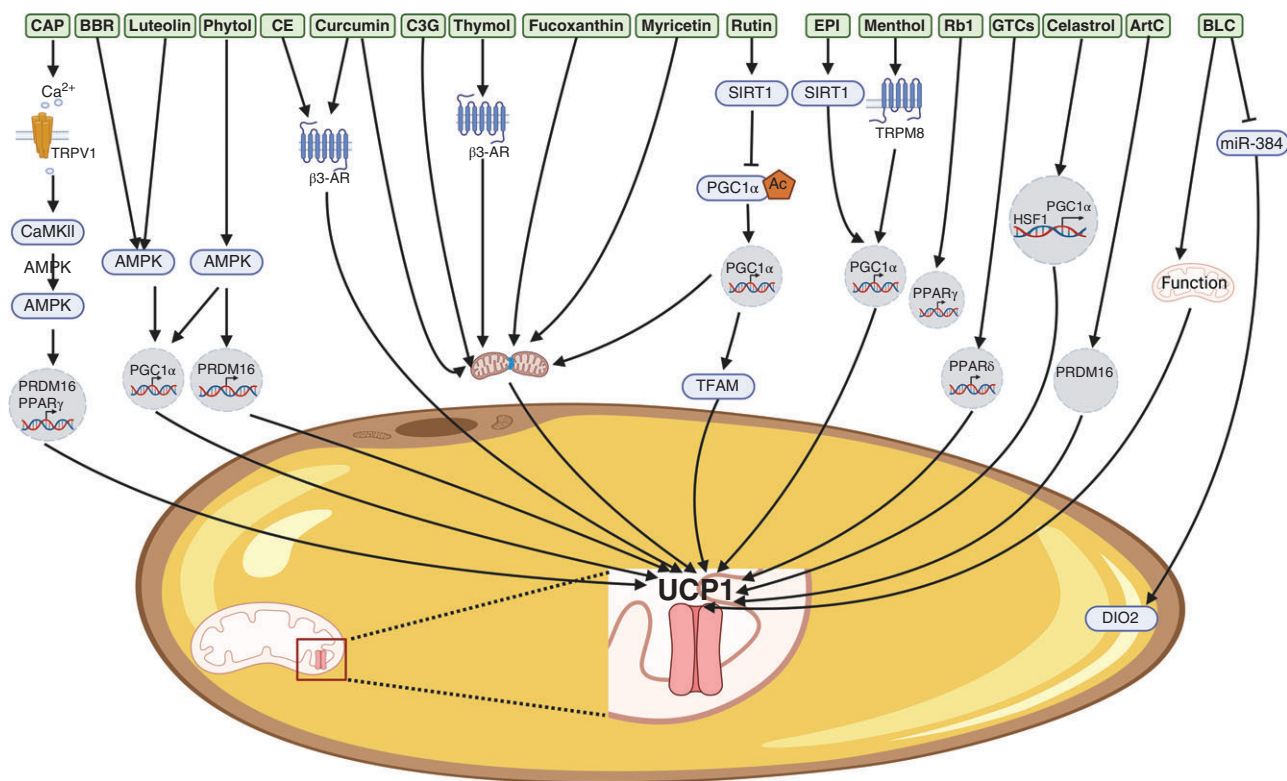 CAP BBR Luteolin Phytol CE Curcumin C3G Thymol Fucoxanthin Myricetin Rutin EPI Menthol Rb1 GTCs Celastrol ArtC BLC
Ca2+
SIRT1
SIRT1
TRPV1
β3-AR
TRPM8
miR-384
β3-AR
PGC1α
Ac
PGC1α
HSF1
CaMKII
AMPK
AMPK
AMPK
AMPK
PGC1α
PGC1α
PPARγ
Function
PRDM16
PPARγ
PGC1α
PRDM16
TFAM
PPARδ
PRDM16
UCP1
DIO2